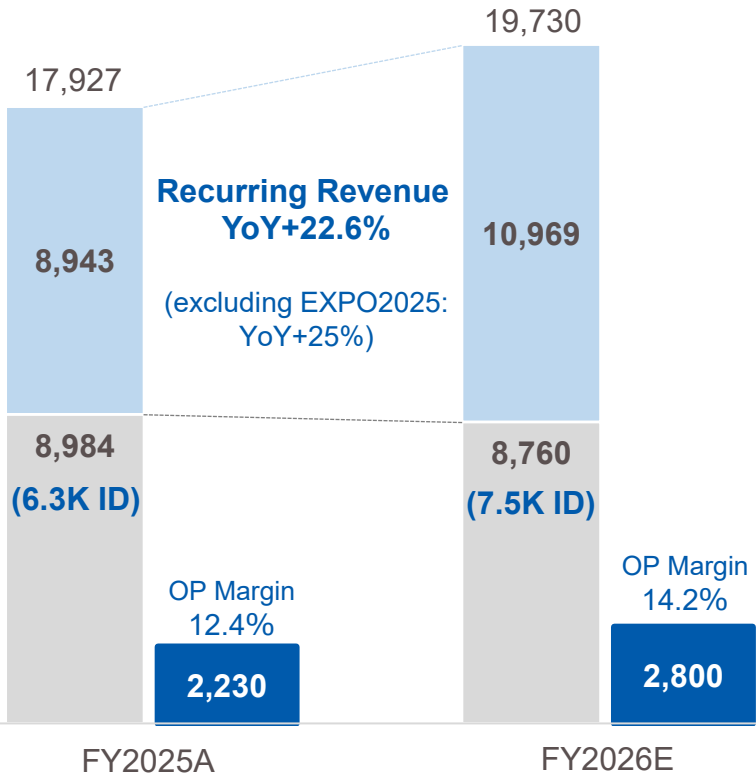 19,730
17,927
Recurring Revenue
YoY+22.6%
8,943
10,969
(excluding EXPO2025:
YoY+25%)
8,984
(6.3K ID)
8,760
(7.5K ID)
OP Margin
12.4%
2,230
OP Margin
14.2%
2,800
FY2025A
FY2026E